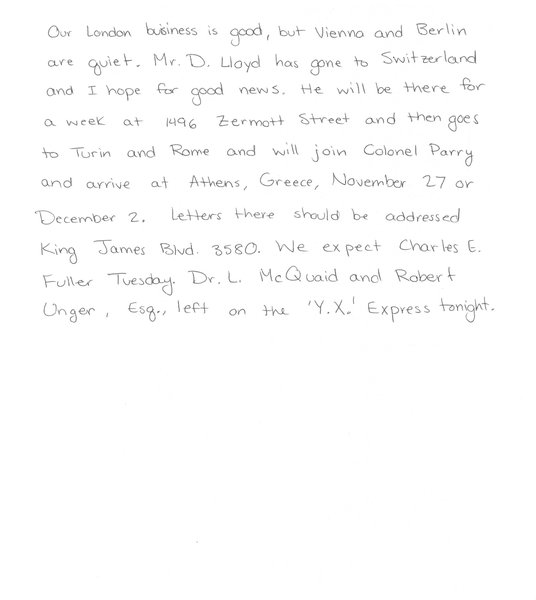 Our London business is good, but Vienna and Berlin
are quiet. Mr. D. Lloyd has gone to Switzerland
and I hope for good news. He will be there for
a week at 1496 Zermott Street and then goes
to Turin and Rome and will join Colonel Parry
and arrive at Athens, Greece, November 27 or
December 2. Letters there should be addressed
King James Blvd. 3580. We expect Charles E.
Fuller Tuesday. Dr. L. McQuaid and Robert
Unger, Esq., left on the 'Y.X.' Express tonight.